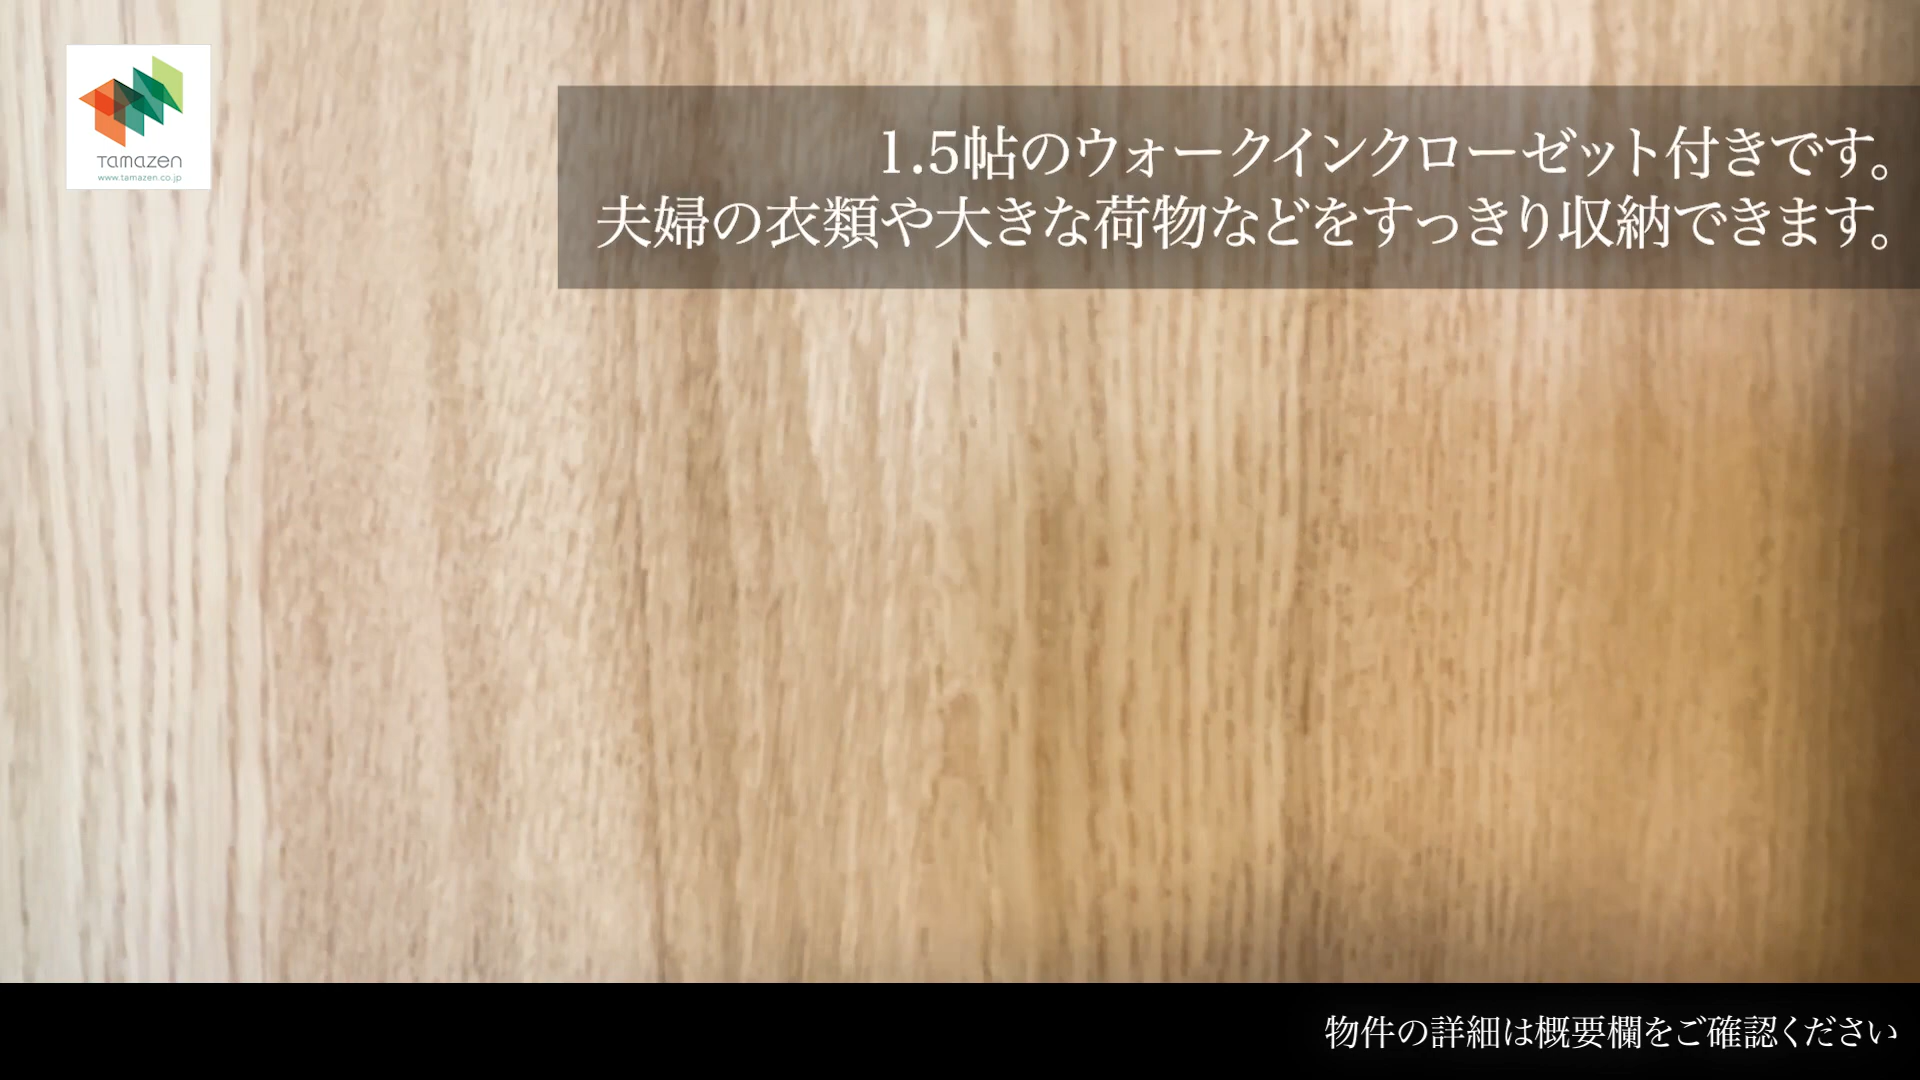 Tamazen
www.tamazen.co.jp
1.5帖のウォークインクローゼット付きです。
夫婦の衣類や大きな荷物などをすっきり収納できます。
物件の詳細は概要欄をご確認ください